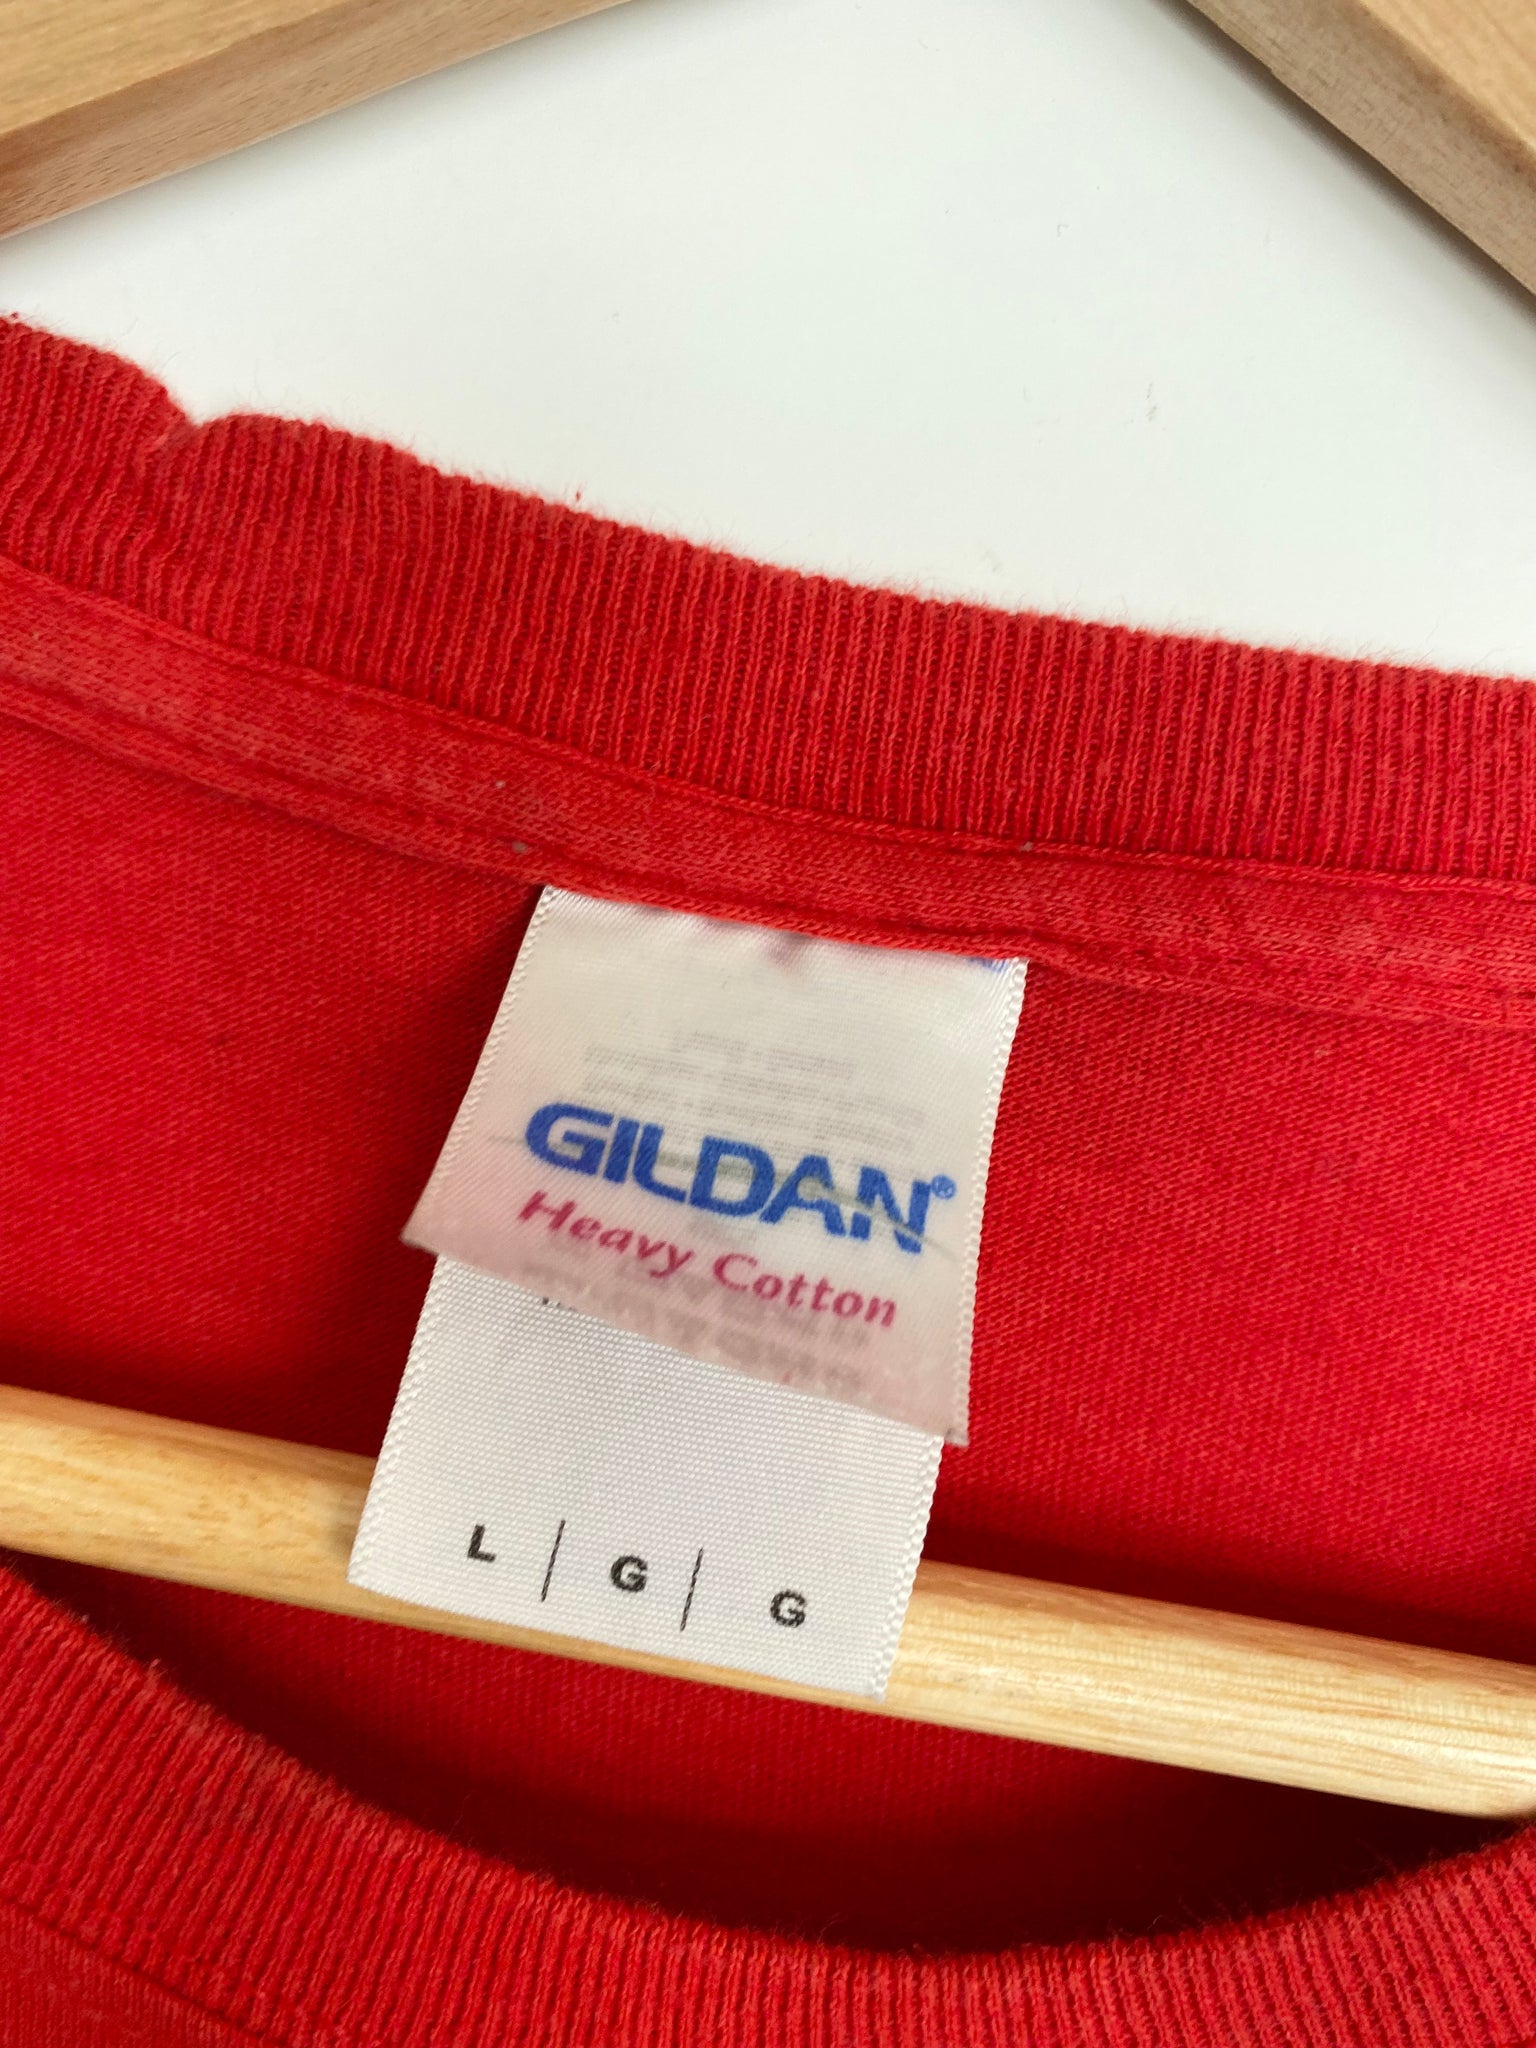 GILDAN®
Heavy Cotton
L | G | G